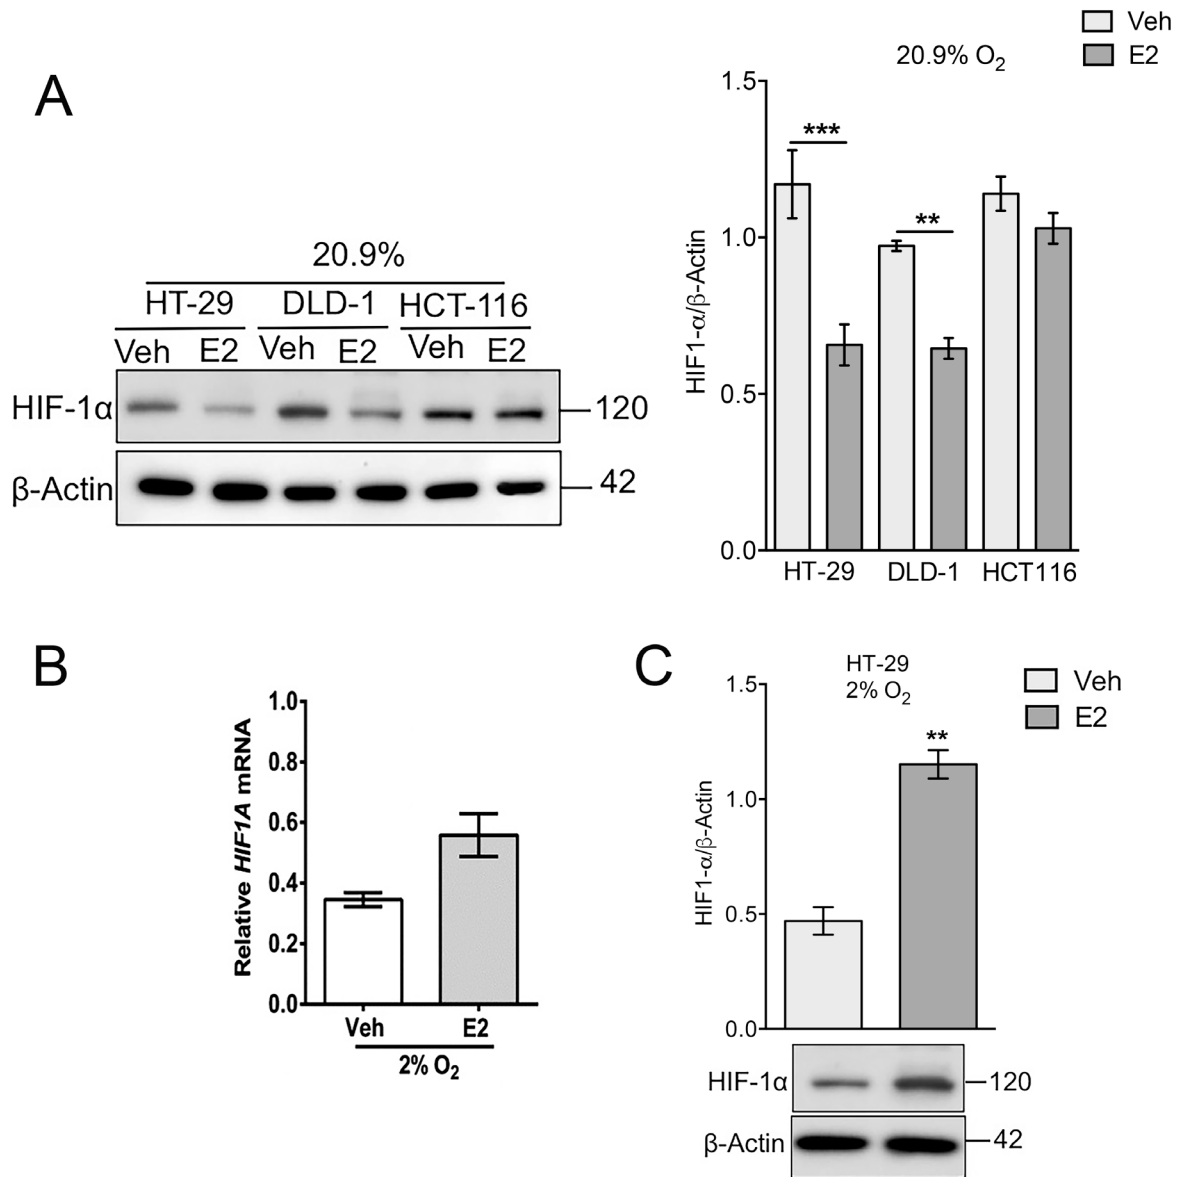 A
20.9%
HT-29 DLD-1 HCT-116
Veh E2 Veh E2 Veh E2
HIF-1α 120
β-Actin 42
Veh
E2
20.9% O2
HIF1-α/β-Actin
1.5
1.0
0.5
0.0
***
**
HT-29 DLD-1 HCT116
B
Relative HIF1A mRNA
1.0
0.8
0.6
0.4
0.2
0.0
Veh E2
2% O2
C
HT-29
2% O2
Veh
E2
HIF1-α/β-Actin
1.5
1.0
0.5
0.0
**
HIF-1α 120
β-Actin 42